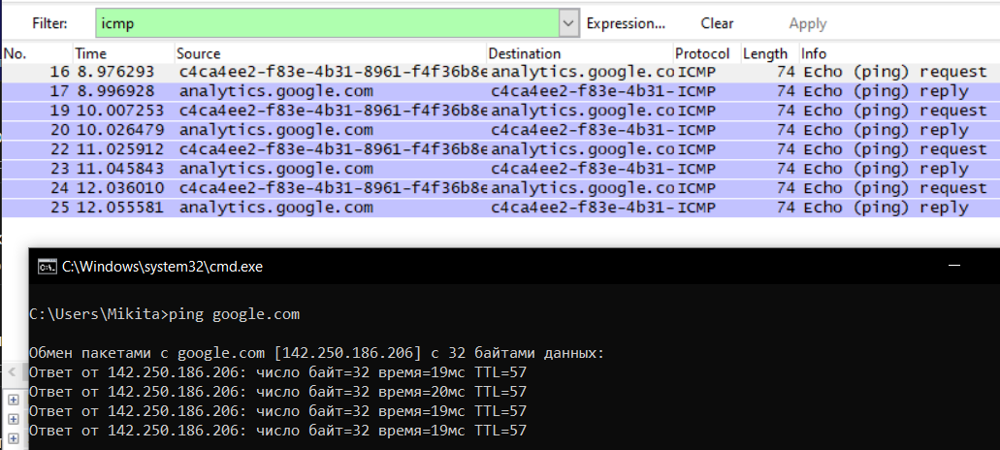 Filter: icmp Expression... Clear Apply
No. Time Source Destination Protocol Length Info
16 8.976293 c4ca4ee2-f83e-4b31-8961-f4f36b8e analytics.google.co ICMP 74 Echo (ping) request
17 8.996928 analytics.google.com c4ca4ee2-f83e-4b31- ICMP 74 Echo (ping) reply
19 10.007253 c4ca4ee2-f83e-4b31-8961-f4f36b8e analytics.google.co ICMP 74 Echo (ping) request
20 10.026479 analytics.google.com c4ca4ee2-f83e-4b31- ICMP 74 Echo (ping) reply
22 11.025912 c4ca4ee2-f83e-4b31-8961-f4f36b8e analytics.google.co ICMP 74 Echo (ping) request
23 11.045843 analytics.google.com c4ca4ee2-f83e-4b31- ICMP 74 Echo (ping) reply
24 12.036010 c4ca4ee2-f83e-4b31-8961-f4f36b8e analytics.google.co ICMP 74 Echo (ping) request
25 12.055581 analytics.google.com c4ca4ee2-f83e-4b31- ICMP 74 Echo (ping) reply
C:\Windows\system32\cmd.exe
C:\Users\Mikita>ping google.com
Обмен пакетами с google.com [142.250.186.206] с 32 байтами данных:
Ответ от 142.250.186.206: число байт=32 время=19мс TTL=57
Ответ от 142.250.186.206: число байт=32 время=20мс TTL=57
Ответ от 142.250.186.206: число байт=32 время=19мс TTL=57
Ответ от 142.250.186.206: число байт=32 время=19мс TTL=57